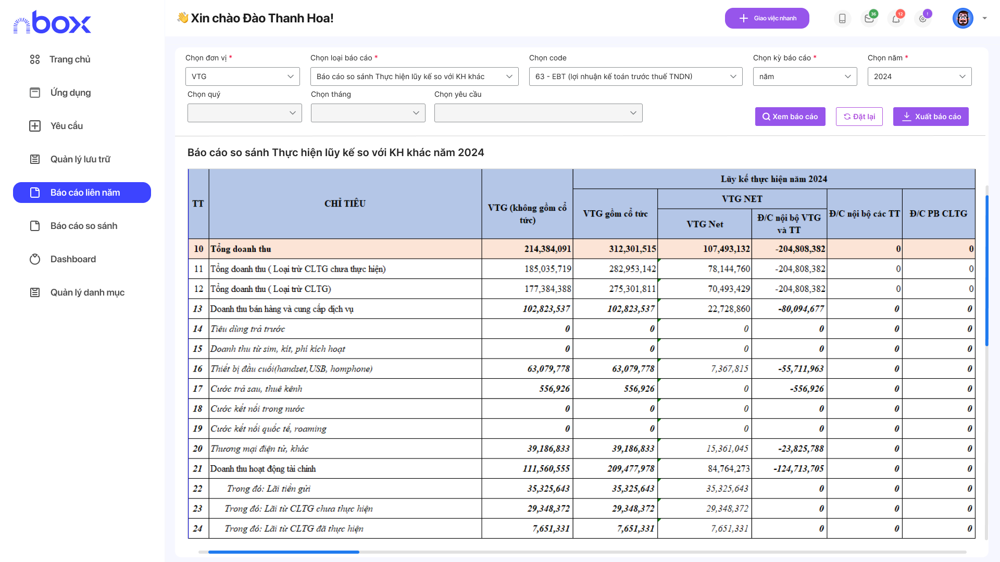 nbox
👋 Xin chào Đào Thanh Hoa!
Giao việc nhanh
36
12
!
Trang chủ
Ứng dụng
Yêu cầu
Quản lý lưu trữ
Báo cáo liên năm
Báo cáo so sánh
Dashboard
Quản lý danh mục
Chọn đơn vị * Chọn loại báo cáo * Chọn code Chọn kỳ báo cáo * Chọn năm *
VTG Báo cáo so sánh Thực hiện lũy kế so với KH khác 63 - EBT (lợi nhuận kế toán trước thuế TNDN) năm 2024
Chọn quý Chọn tháng Chọn yêu cầu
Xem báo cáo Đặt lại Xuất báo cáo
Báo cáo so sánh Thực hiện lũy kế so với KH khác năm 2024
Lũy kế thực hiện năm 2024
TT CHỈ TIÊU VTG (không gồm cổ
tức)
VTG gồm cổ tức
VTG NET
VTG Net
Đ/C nội bộ VTG
và TT
Đ/C nội bộ các TT Đ/C PB CLTG
10 Tổng doanh thu 214,384,091 312,301,515 107,493,132 -204,808,382 0 0
11 Tổng doanh thu ( Loại trừ CLTG chưa thực hiện) 185,035,719 282,953,142 78,144,760 -204,808,382 0 0
12 Tổng doanh thu ( Loại trừ CLTG) 177,384,388 275,301,811 70,493,429 -204,808,382 0 0
13 Doanh thu bán hàng và cung cấp dịch vụ 102,823,537 102,823,537 22,728,860 -80,094,677 0 0
14 Tiêu dùng trả trước 0 0 0 0 0 0
15 Doanh thu từ sim, kít, phí kích hoạt 0 0 0 0 0 0
16 Thiết bị đầu cuối(handset,USB, homphone) 63,079,778 63,079,778 7,367,815 -55,711,963 0 0
17 Cước trả sau, thuê kênh 556,926 556,926 0 -556,926 0 0
18 Cước kết nối trong nước 0 0 0 0 0 0
19 Cước kết nối quốc tế, roaming 0 0 0 0 0 0
20 Thương mại điện tử, khác 39,186,833 39,186,833 15,361,045 -23,825,788 0 0
21 Doanh thu hoạt động tài chính 111,560,555 209,477,978 84,764,273 -124,713,705 0 0
22 Trong đó: Lãi tiền gửi 35,325,643 35,325,643 35,325,643 0 0 0
23 Trong đó: Lãi từ CLTG chưa thực hiện 29,348,372 29,348,372 29,348,372 0 0 0
24 Trong đó: Lãi từ CLTG đã thực hiện 7,651,331 7,651,331 7,651,331 0 0 0